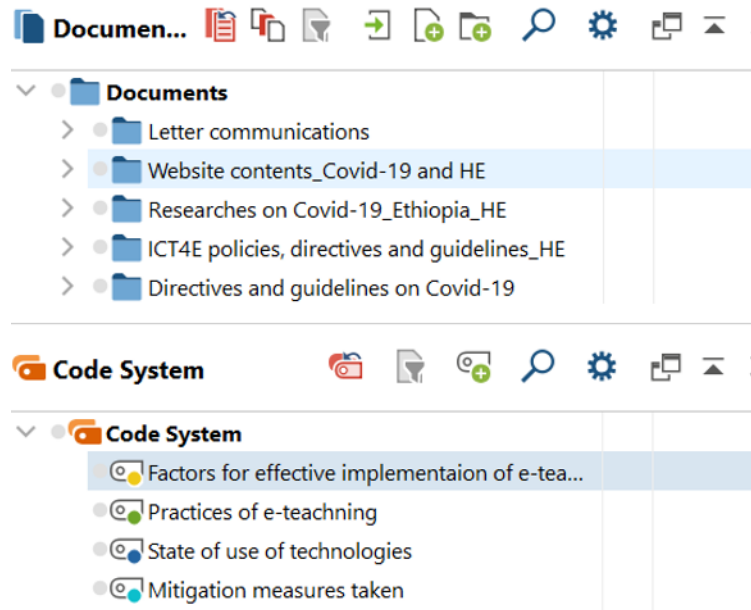 Documen...
Documents
Letter communications
Website contents_Covid-19 and HE
Researches on Covid-19_Ethiopia_HE
ICT4E policies, directives and guidelines_HE
Directives and guidelines on Covid-19
Code System
Code System
Factors for effective implementaion of e-tea...
Practices of e-teachning
State of use of technologies
Mitigation measures taken